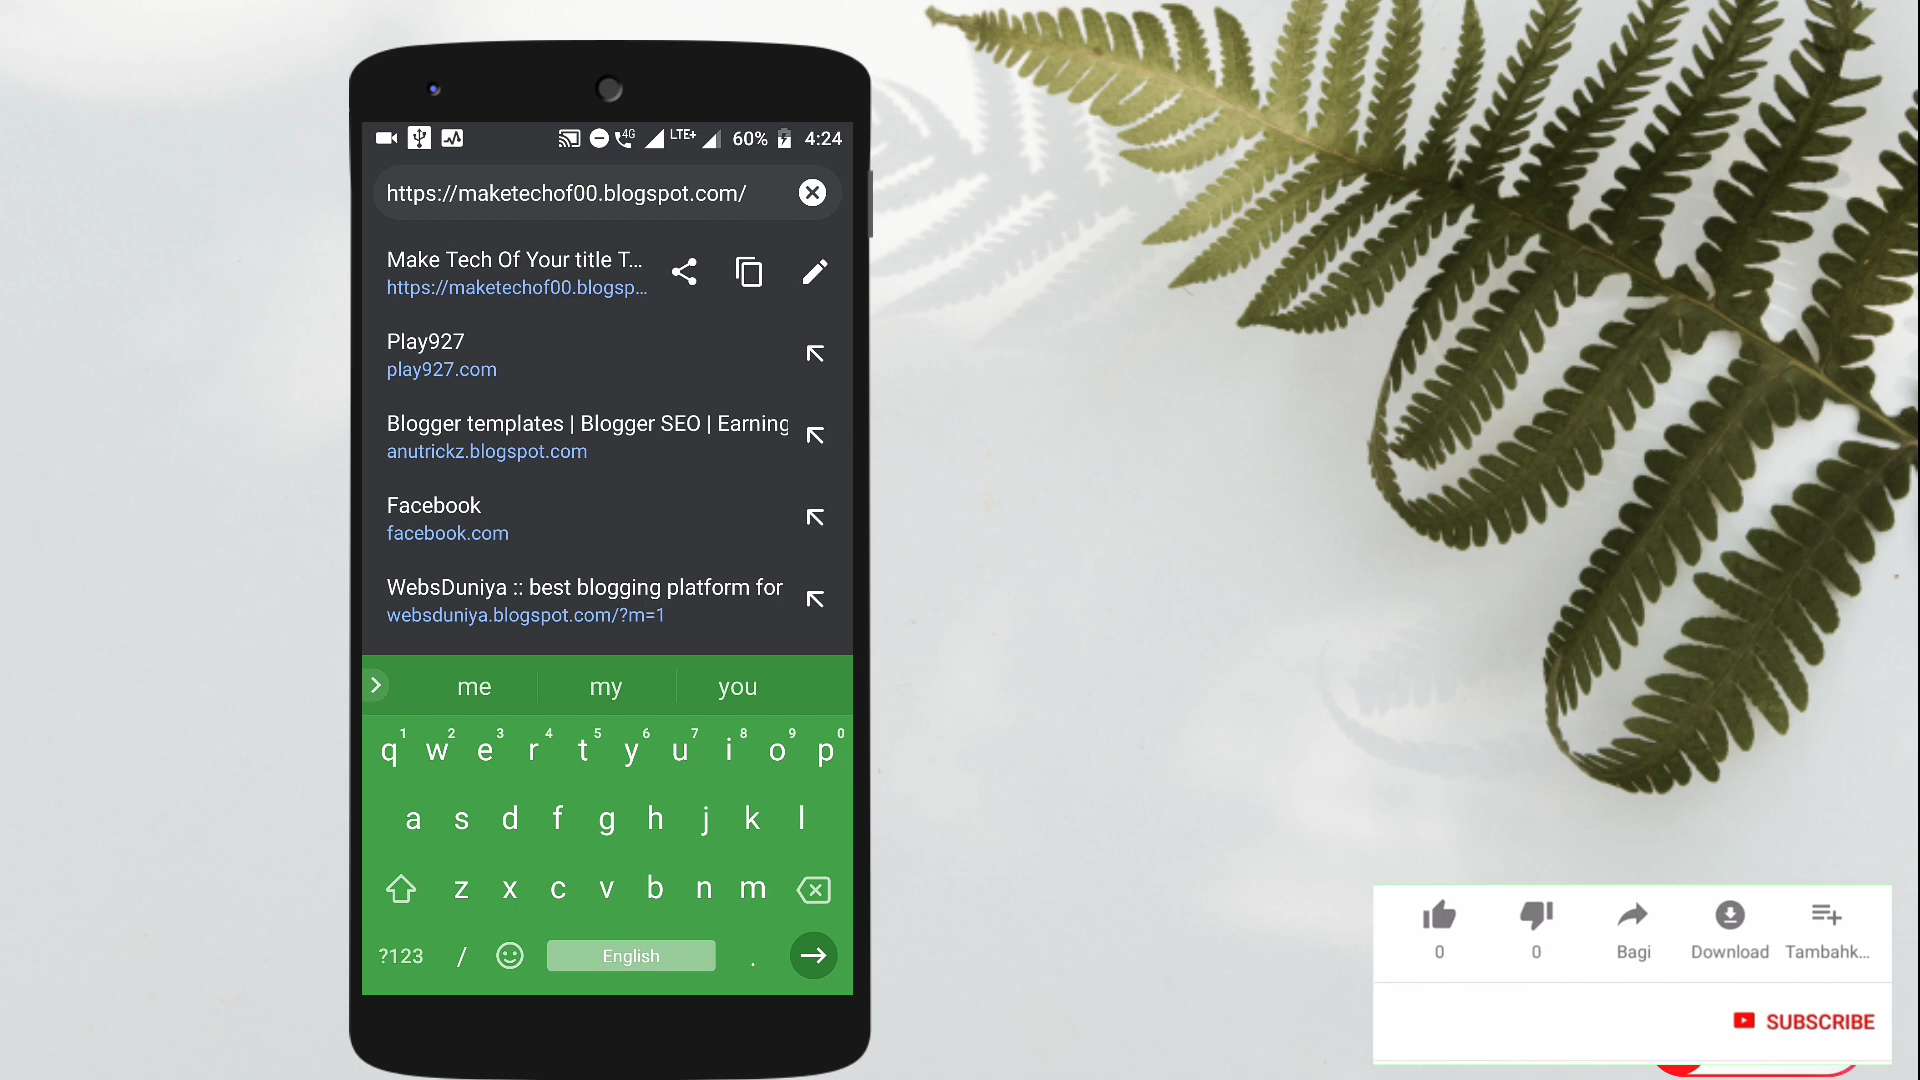 4G LTE+ 60% 4:24
https://maketechof00.blogspot.com/
Make Tech Of Your title T...
https://maketechof00.blogsp...
Play927
play927.com
Blogger templates | Blogger SEO | Earning
anutrickz.blogspot.com
Facebook
facebook.com
WebsDuniya :: best blogging platform for
websduniya.blogspot.com/?m=1
me my you
1 2 3 4 5 6 7 8 9 0
q w e r t y u i o p
a s d f g h j k l
z x c v b n m
?123 / English .
0 0 Bagi Download Tambahk...
SUBSCRIBE